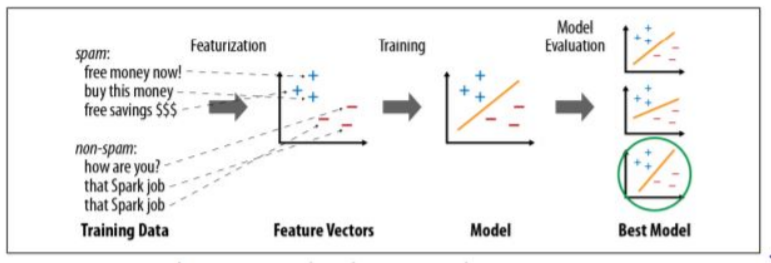 Featurization
Training
Model
Evaluation
spam:
free money now!
buy this money
free savings $$$
non-spam:
how are you?
that Spark job
that Spark job
Training Data
Feature Vectors
Model
Best Model